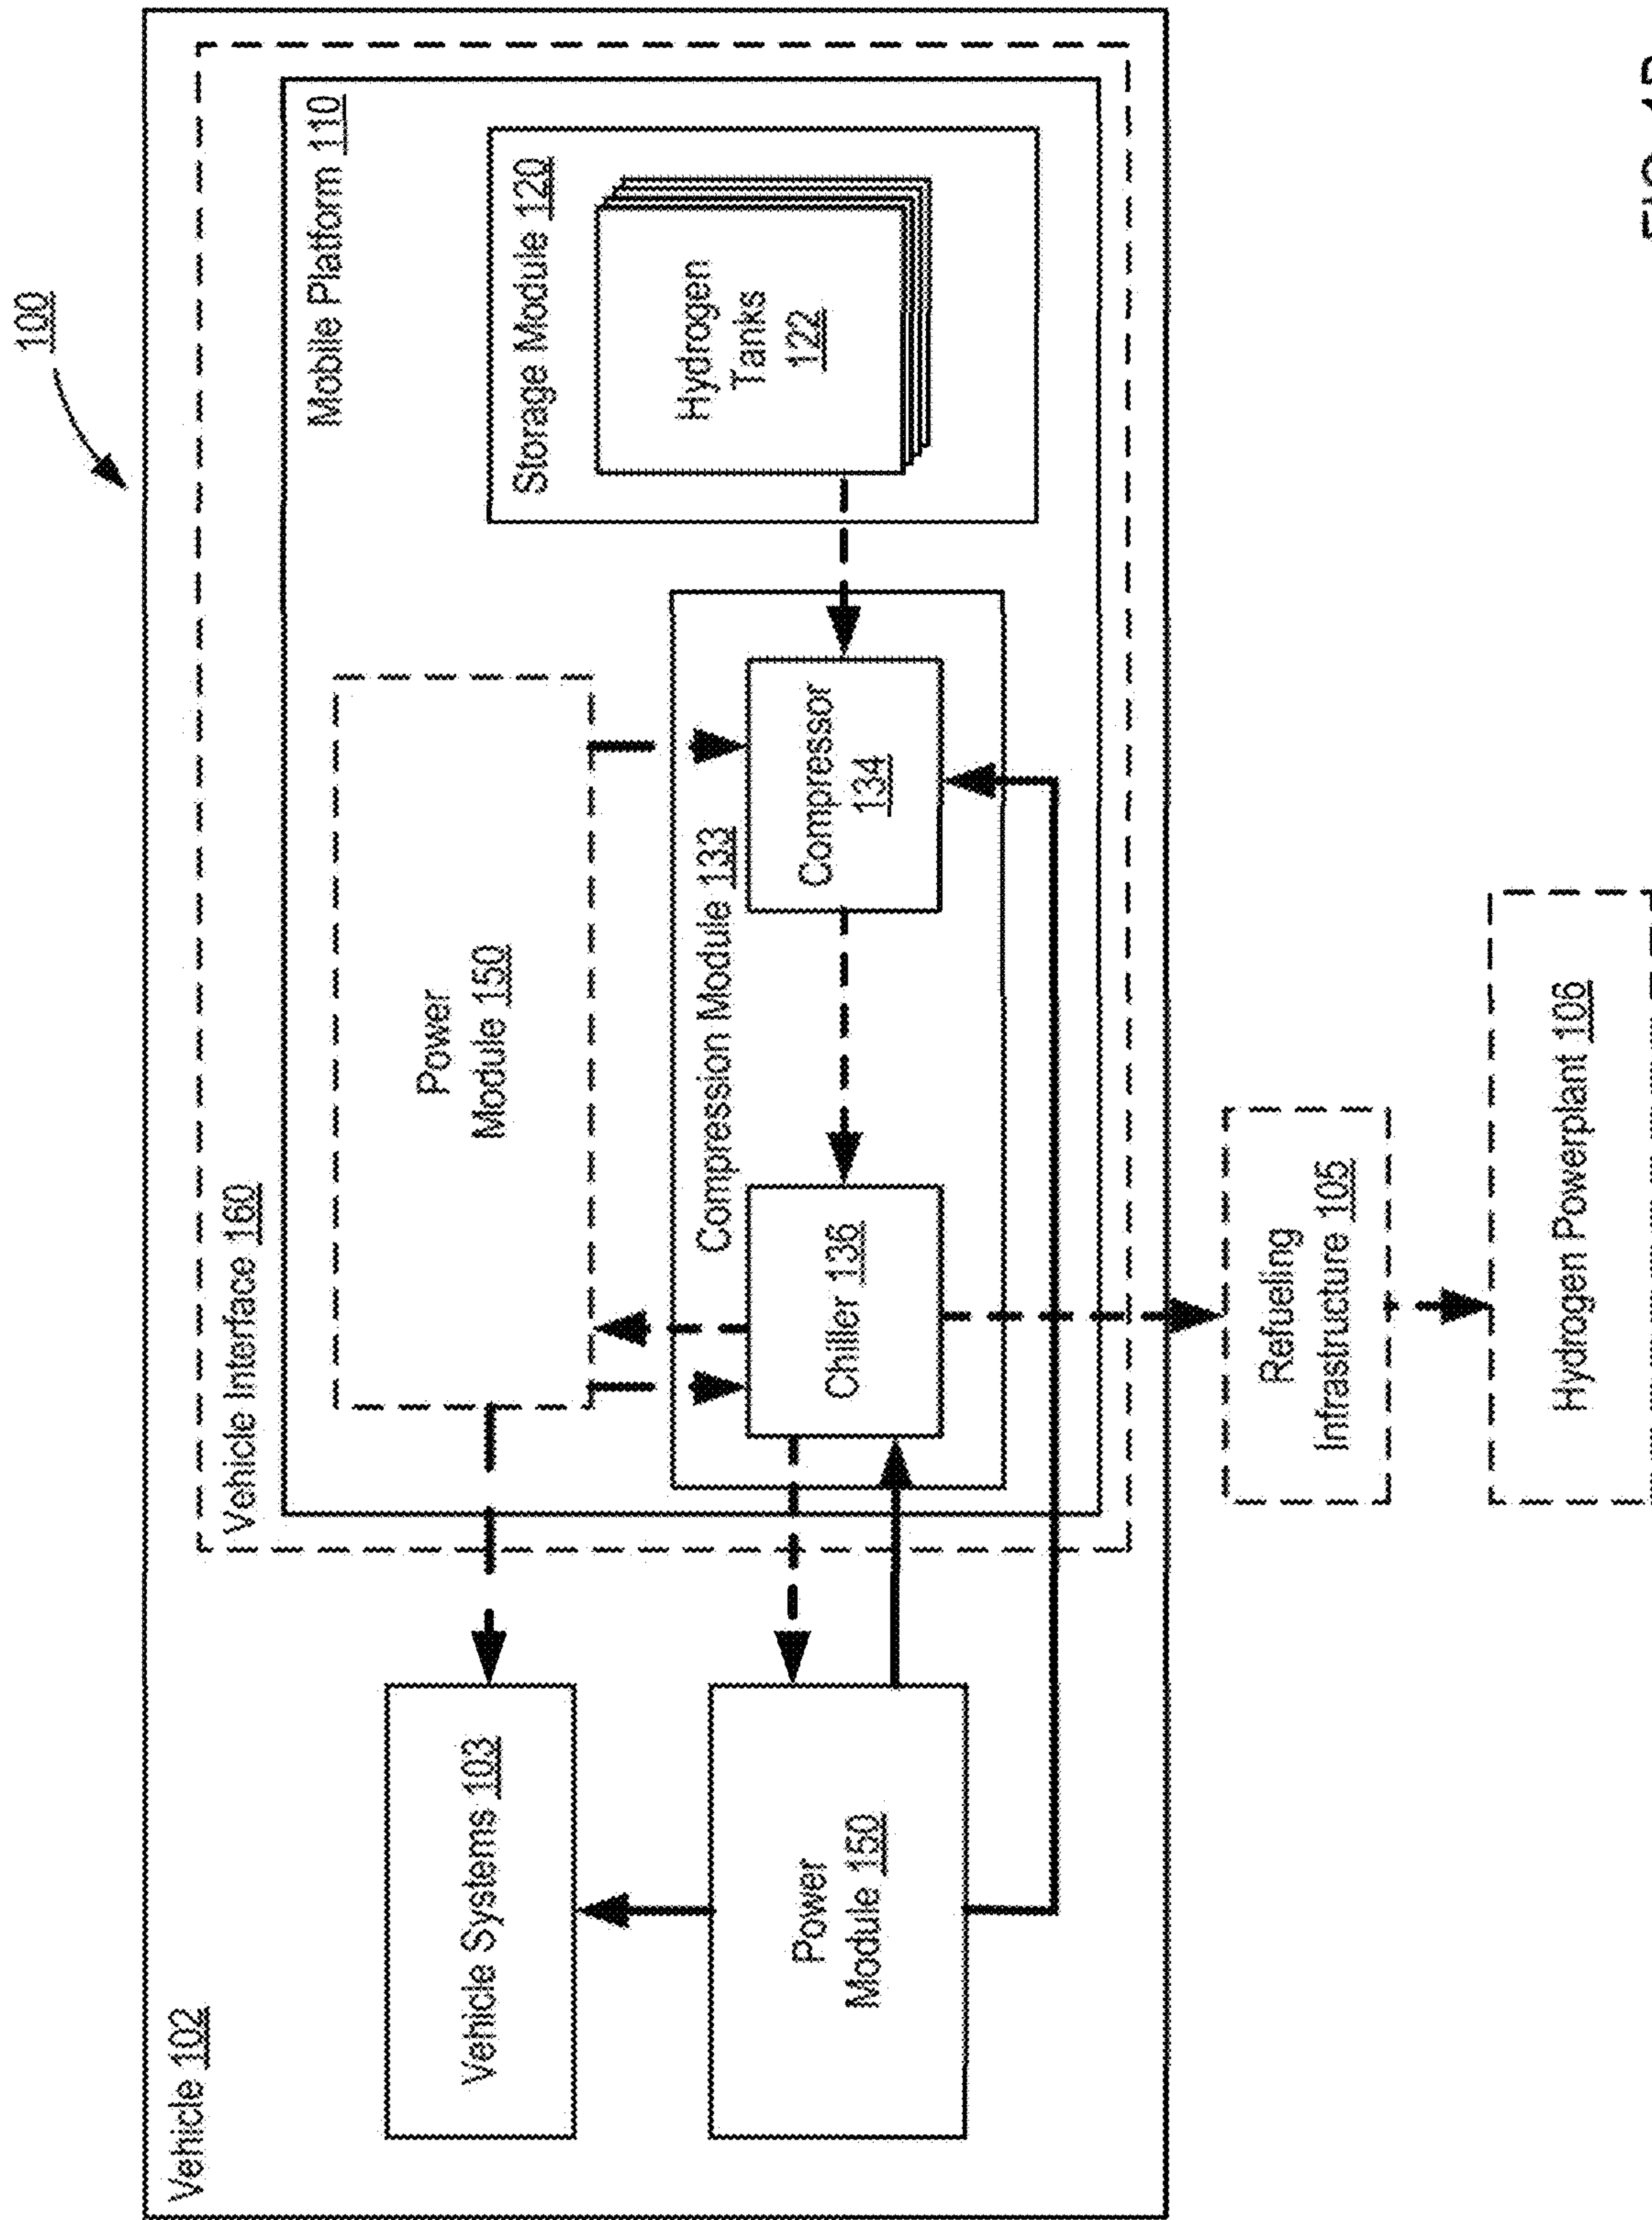 100
Vehicle 102
Vehicle Interface 160
Mobile Platform 110
Vehicle Systems 103
Power
Module 150
Storage Module 120
Power
Module 150
Compression Module 133
Chiller 136
Compressor
134
Hydrogen
Tanks
122
Refueling
Infrastructure 105
Hydrogen Powerplant 106